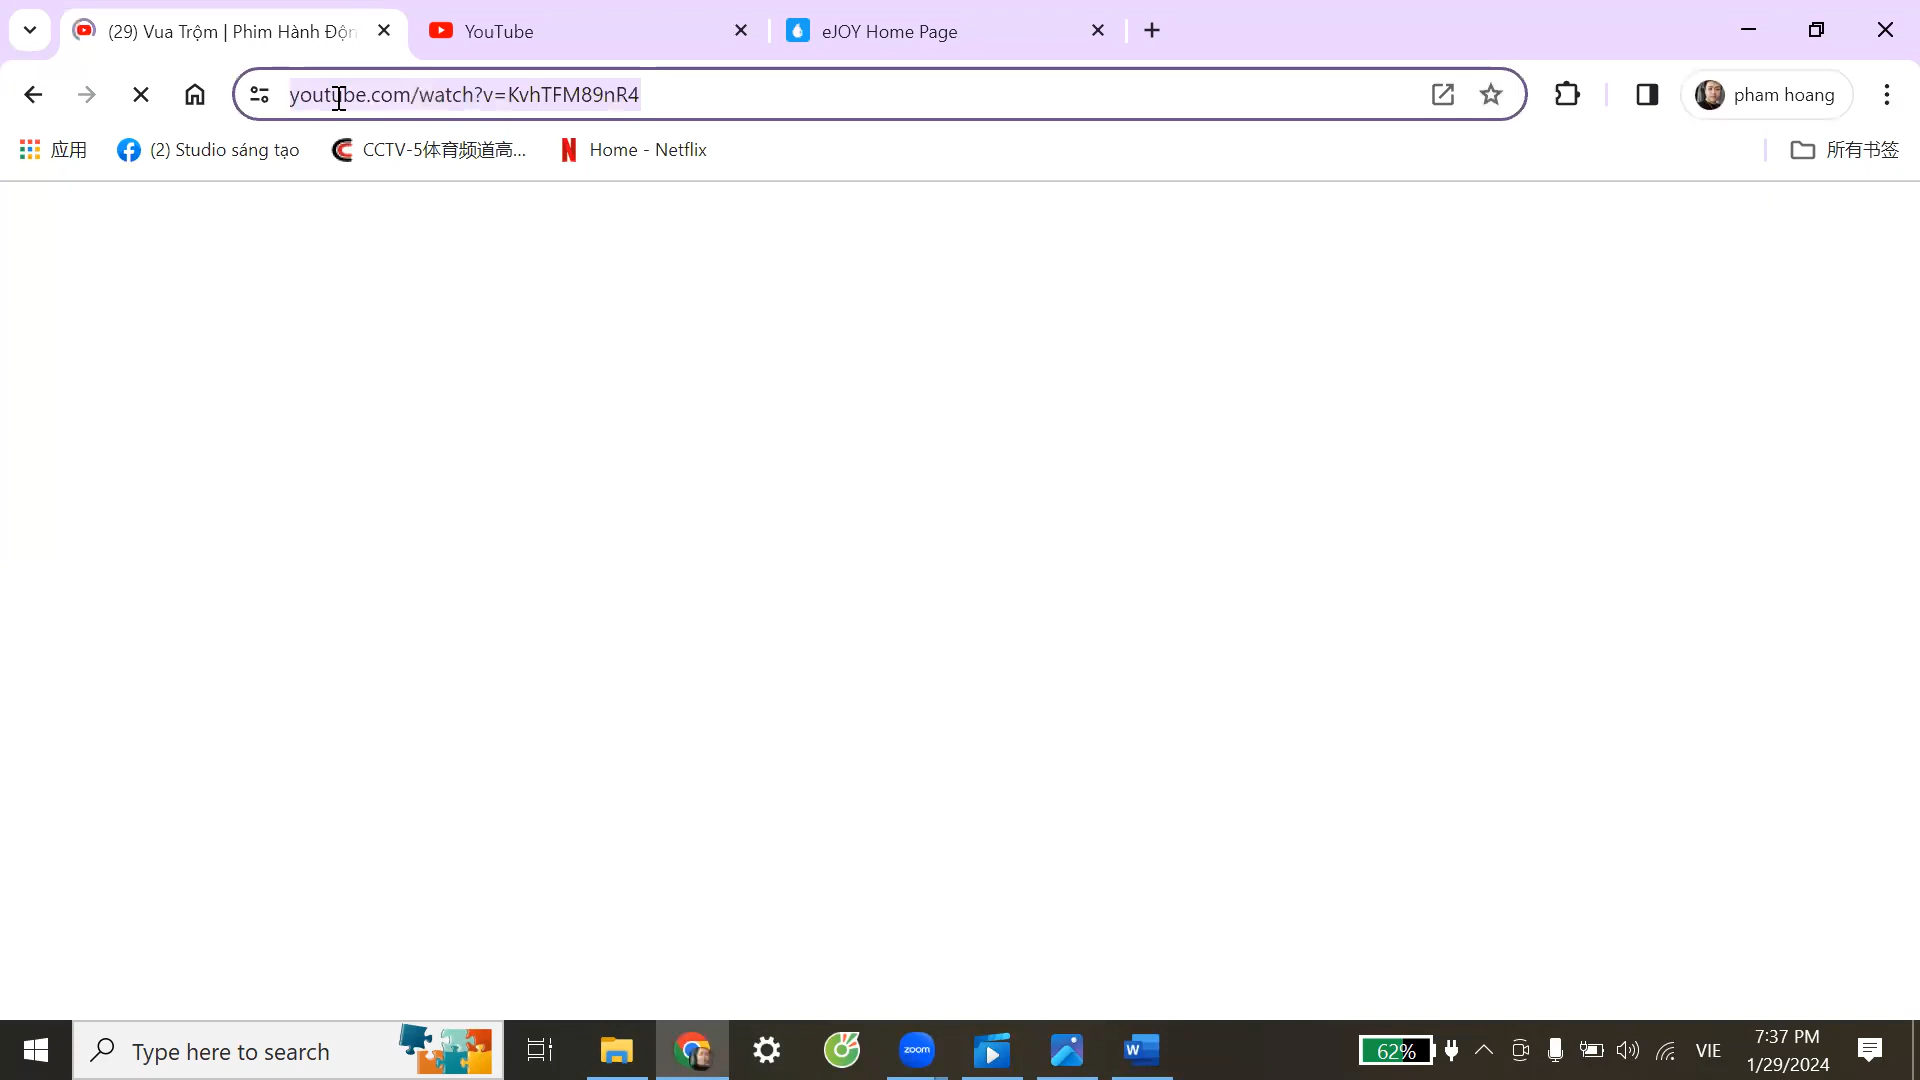 (29) Vua Trộm | Phim Hành Độn
YouTube
eJOY Home Page
youtube.com/watch?v=KvhTFM89nR4
pham hoang
应用
(2) Studio sáng tạo
CCTV-5体育频道高...
Home - Netflix
所有书签
Type here to search
zoom
W
62%
VIE
7:37 PM
1/29/2024